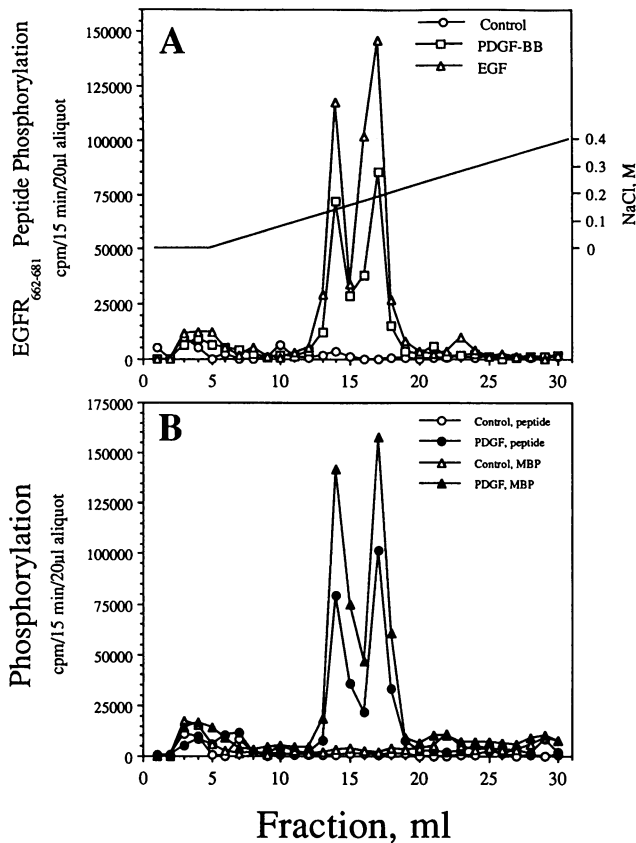 A
Control
PDGF-BB
EGF
EGFR662-681 Peptide Phosphorylation
cpm/15 min/20µl aliquot
150000
125000
100000
75000
50000
25000
0
0.4
0.3
0.2
0.1
0
NaCl, M
0 5 10 15 20 25 30
B
Control, peptide
PDGF, peptide
Control, MBP
PDGF, MBP
Phosphorylation
cpm/15 min/20µl aliquot
175000
150000
125000
100000
75000
50000
25000
0
0 5 10 15 20 25 30
Fraction, ml